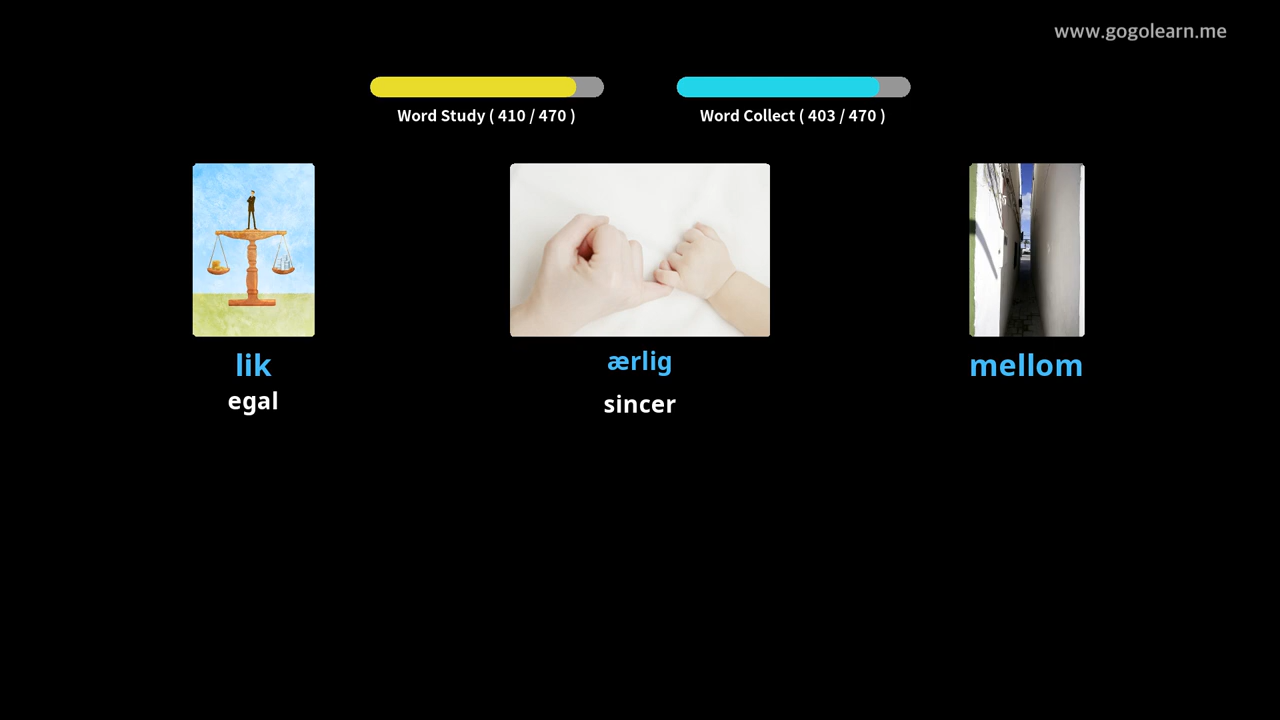 www.gogolearn.me
Word Study ( 410 / 470 )
Word Collect ( 403 / 470 )
lik
egal
ærlig
sincer
mellom